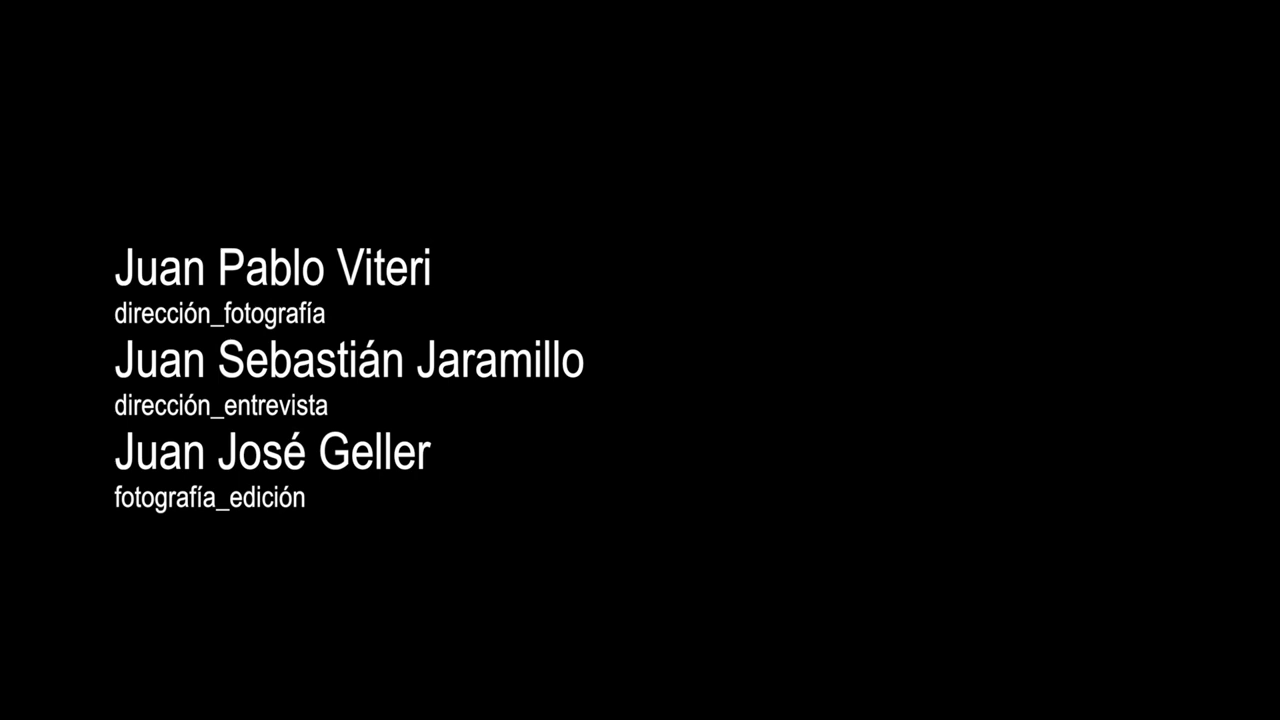 Juan Pablo Viteri
dirección_fotografía
Juan Sebastián Jaramillo
dirección_entrevista
Juan José Geller
fotografía_edición